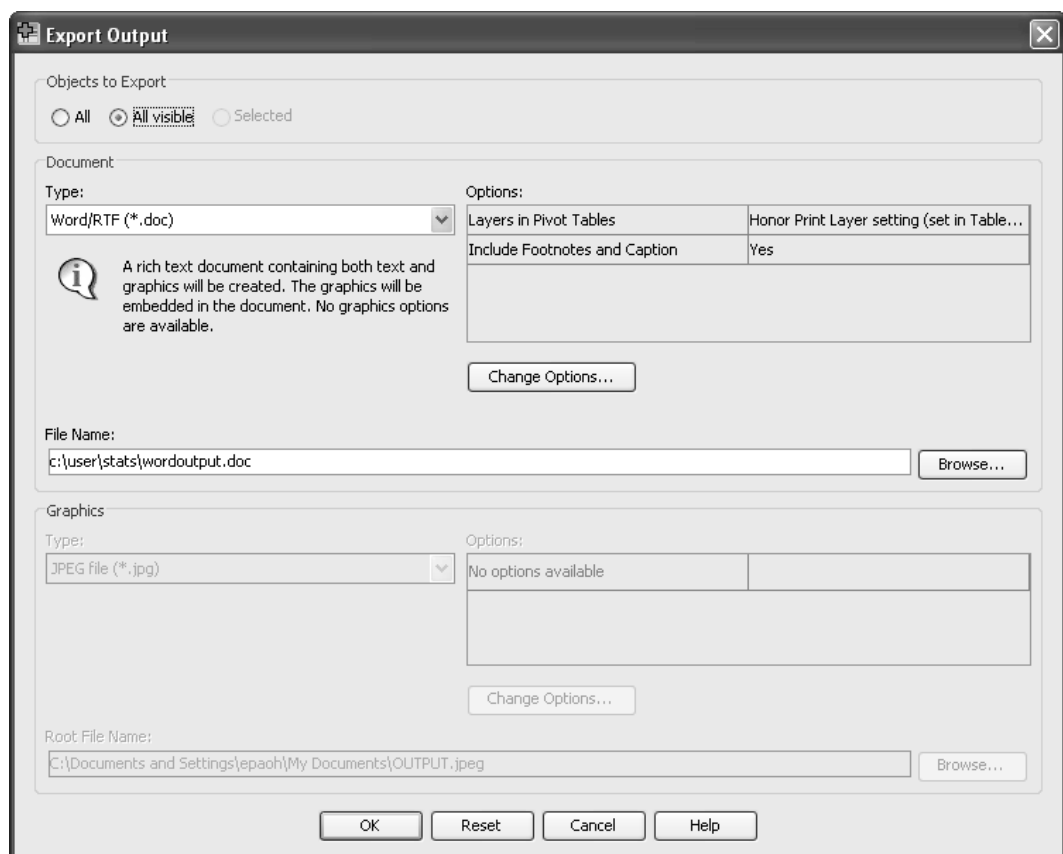 Export Output
Objects to Export
All All visible Selected
Document
Type:
Word/RTF (*.doc)
A rich text document containing both text and
graphics will be created. The graphics will be
embedded in the document. No graphics options
are available.
Options:
Layers in Pivot Tables Honor Print Layer setting (set in Table...
Include Footnotes and Caption Yes
Change Options...
File Name:
c:\user\stats\wordoutput.doc
Browse...
Graphics
Type:
JPEG file (*.jpg)
Options:
No options available
Change Options...
Root File Name:
C:\Documents and Settings\epaoh\My Documents\OUTPUT.jpeg
Browse...
OK Reset Cancel Help